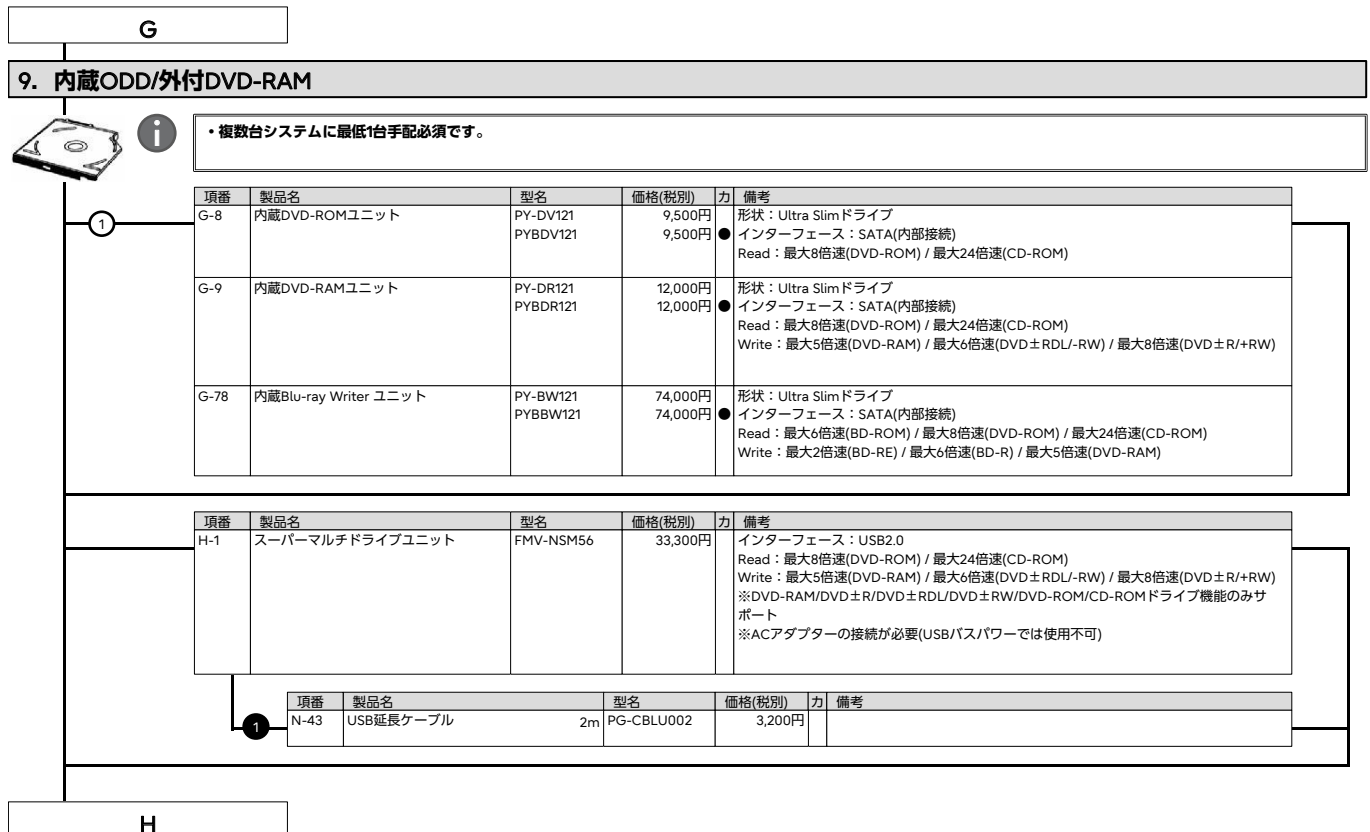 G
9. 内蔵ODD/外付DVD-RAM
i
・複数台システムに最低1台手配必須です。
項番 製品名 型名 価格(税別) カ 備考
1
G-8 内蔵DVD-ROMユニット PY-DV121 9,500円 形状：Ultra Slimドライブ
PYBDV121 9,500円 ● インターフェース：SATA(内部接続)
Read：最大8倍速(DVD-ROM) / 最大24倍速(CD-ROM)
G-9 内蔵DVD-RAMユニット PY-DR121 12,000円 形状：Ultra Slimドライブ
PYBDR121 12,000円 ● インターフェース：SATA(内部接続)
Read：最大8倍速(DVD-ROM) / 最大24倍速(CD-ROM)
Write：最大5倍速(DVD-RAM) / 最大6倍速(DVD±RDL/-RW) / 最大8倍速(DVD±R/+RW)
G-78 内蔵Blu-ray Writer ユニット PY-BW121 74,000円 形状：Ultra Slimドライブ
PYBBW121 74,000円 ● インターフェース：SATA(内部接続)
Read：最大6倍速(BD-ROM) / 最大8倍速(DVD-ROM) / 最大24倍速(CD-ROM)
Write：最大2倍速(BD-RE) / 最大6倍速(BD-R) / 最大5倍速(DVD-RAM)
項番 製品名 型名 価格(税別) カ 備考
H-1 スーパーマルチドライブユニット FMV-NSM56 33,300円 インターフェース：USB2.0
Read：最大8倍速(DVD-ROM) / 最大24倍速(CD-ROM)
Write：最大5倍速(DVD-RAM) / 最大6倍速(DVD±RDL/-RW) / 最大8倍速(DVD±R/+RW)
※DVD-RAM/DVD±R/DVD±RDL/DVD±RW/DVD-ROM/CD-ROMドライブ機能のみサ
ポート
※ACアダプターの接続が必要(USBバスパワーでは使用不可)
項番 製品名 型名 価格(税別) カ 備考
1
N-43 USB延長ケーブル 2m PG-CBLU002 3,200円
H